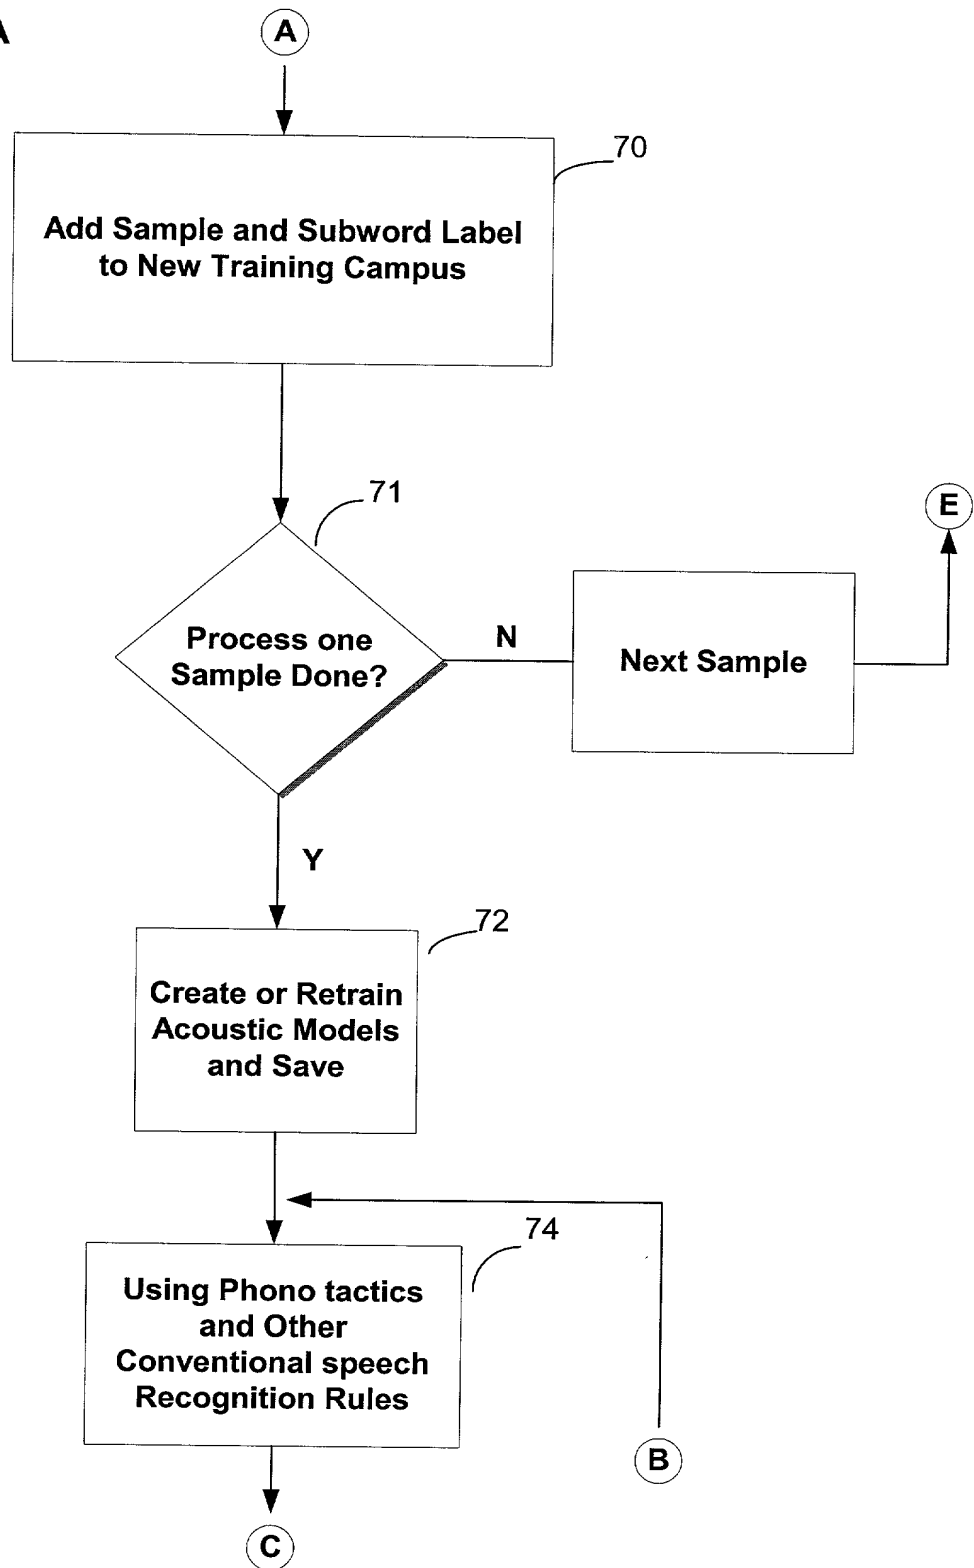 A
A
70
Add Sample and Subword Label
to New Training Campus
71
E
Process one
Sample Done?
N
Next Sample
Y
72
Create or Retrain
Acoustic Models
and Save
74
Using Phono tactics
and Other
Conventional speech
Recognition Rules
B
C